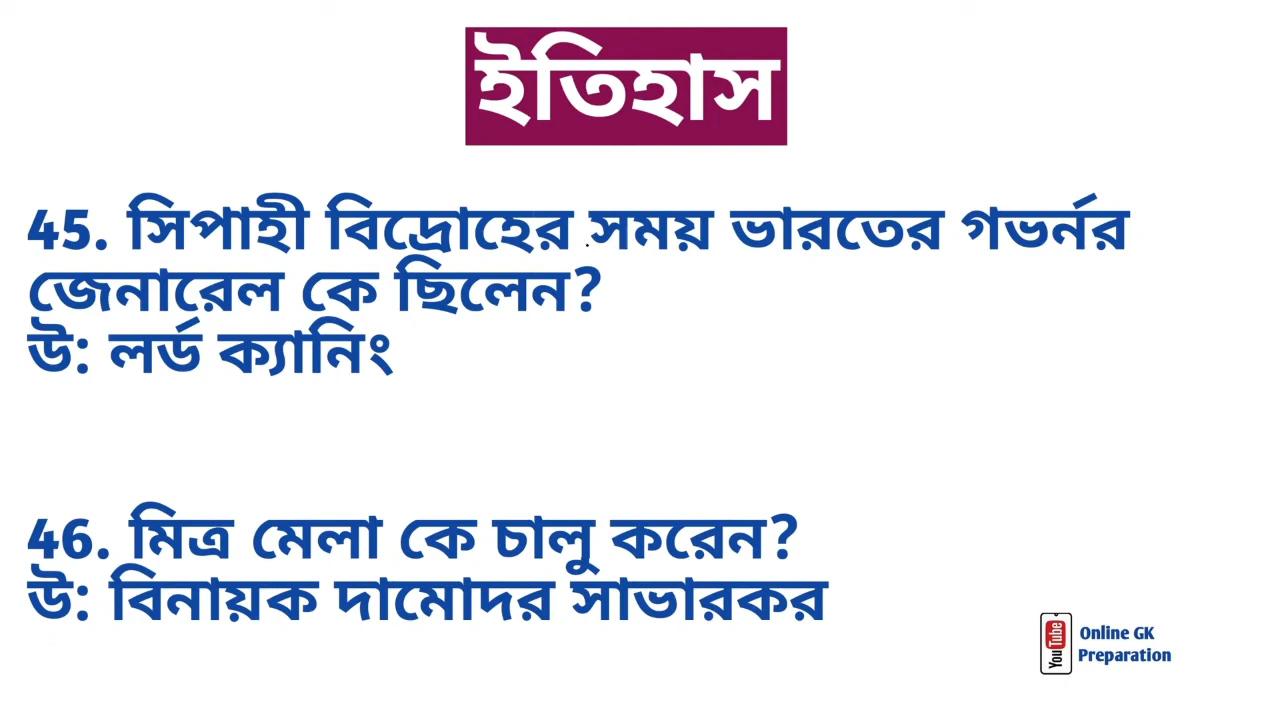 ইতিহাস
45. সিপাহী বিদ্রোহের সময় ভারতের গভর্নর
জেনারেল কে ছিলেন?
উ: লর্ড ক্যানিং
46. মিত্র মেলা কে চালু করেন?
উ: বিনায়ক দামোদর সাভারকর
YouTube
Online GK
Preparation